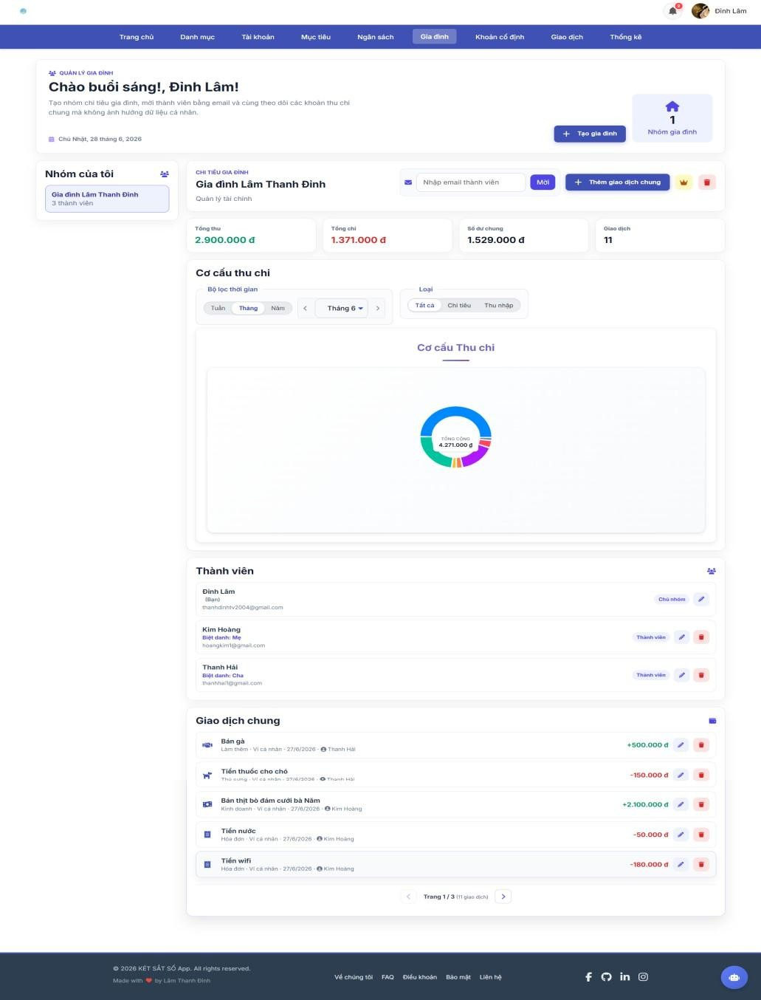 2
Đình Lâm
Trang chủ
Danh mục
Tài khoản
Mục tiêu
Ngân sách
Gia đình
Khoản cố định
Giao dịch
Thống kê
QUẢN LÝ GIA ĐÌNH
Chào buổi sáng!, Đình Lâm!
Tạo nhóm chi tiêu gia đình, mời thành viên bằng email và cùng theo dõi các khoản thu chi
chung mà không ảnh hưởng dữ liệu cá nhân.
Chủ Nhật, 28 tháng 6, 2026
Tạo gia đình
1
Nhóm gia đình
Nhóm của tôi
Gia đình Lâm Thanh Đỉnh
3 thành viên
CHI TIÊU GIA ĐÌNH
Gia đình Lâm Thanh Đỉnh
Quản lý tài chính
Nhập email thành viên
Mời
Thêm giao dịch chung
Tổng thu
2.900.000 đ
Tổng chi
1.371.000 đ
Số dư chung
1.529.000 đ
Giao dịch
11
Cơ cấu thu chi
Bộ lọc thời gian
Tuần
Tháng
Năm
Tháng 6
Loại
Tất cả
Chi tiêu
Thu nhập
Cơ cấu Thu chi
TỔNG CỘNG
4.271.000 ₫
Thành viên
Đình Lâm
(Bạn)
thanhdinhtv2004@gmail.com
Chủ nhóm
Kim Hoàng
Biệt danh: Mẹ
hoangkim1@gmail.com
Thành viên
Thanh Hải
Biệt danh: Cha
thanhhai1@gmail.com
Thành viên
Giao dịch chung
Bán gà
Làm thêm · Ví cá nhân · 27/6/2026 · Thanh Hải
+500.000 đ
Tiền thuốc cho chó
Thú cưng · Ví cá nhân · 27/6/2026 · Thanh Hải
-150.000 đ
Bán thịt bò đám cưới bà Năm
Kinh doanh · Ví cá nhân · 27/6/2026 · Kim Hoàng
+2.100.000 đ
Tiền nước
Hóa đơn · Ví cá nhân · 27/6/2026 · Kim Hoàng
-50.000 đ
Tiền wifi
Hóa đơn · Ví cá nhân · 27/6/2026 · Kim Hoàng
-180.000 đ
Trang 1 / 3 (11 giao dịch)
© 2026 KÉT SẮT SỐ App. All rights reserved.
Made with ❤ by Lâm Thanh Đỉnh
Về chúng tôi
FAQ
Điều khoản
Bảo mật
Liên hệ